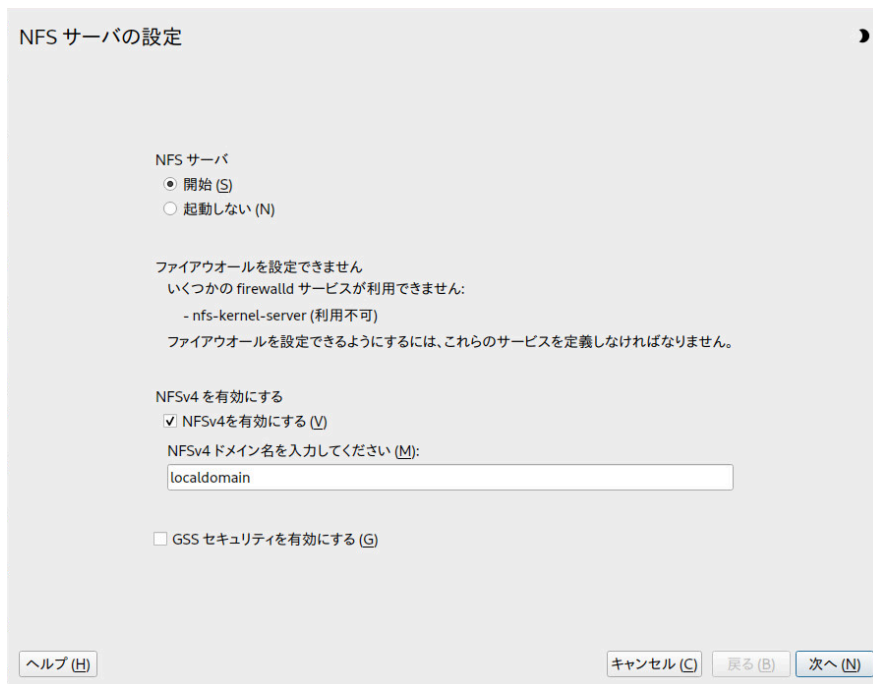 NFS サーバの設定
NFS サーバ
開始 (S)
起動しない (N)
ファイアウオールを設定できません
いくつかの firewalld サービスが利用できません:
- nfs-kernel-server (利用不可)
ファイアウオールを設定できるようにするには、これらのサービスを定義しなければなりません。
NFSv4 を有効にする
NFSv4を有効にする (V)
NFSv4 ドメイン名を入力してください (M):
localdomain
GSS セキュリティを有効にする (G)
ヘルプ (H) キャンセル (C) 戻る (B) 次へ (N)